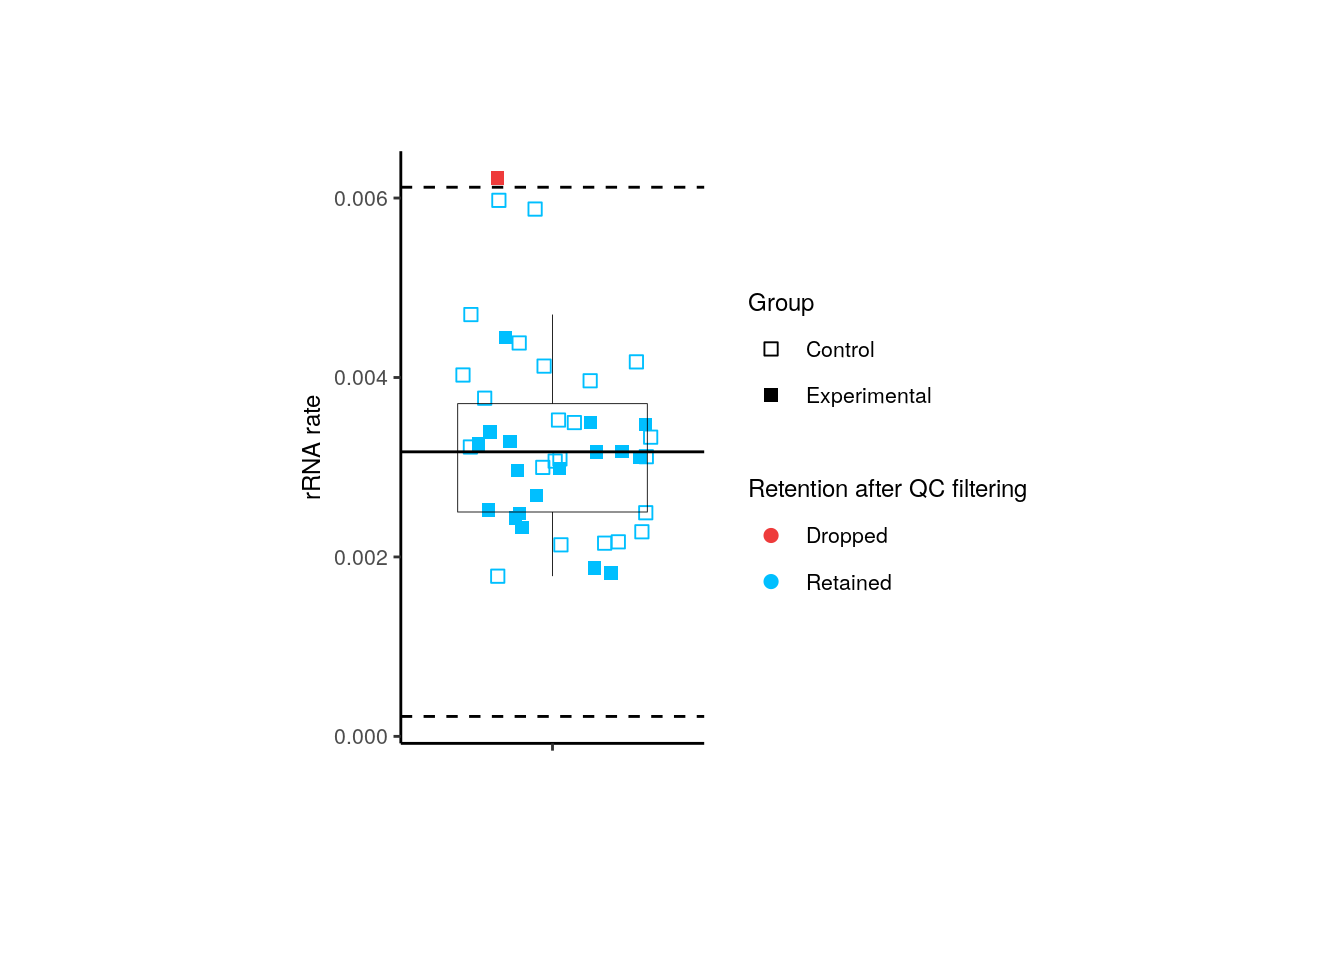 0.006
0.004
0.002
0.000
rRNA rate
Group
Control
Experimental
Retention after QC filtering
Dropped
Retained